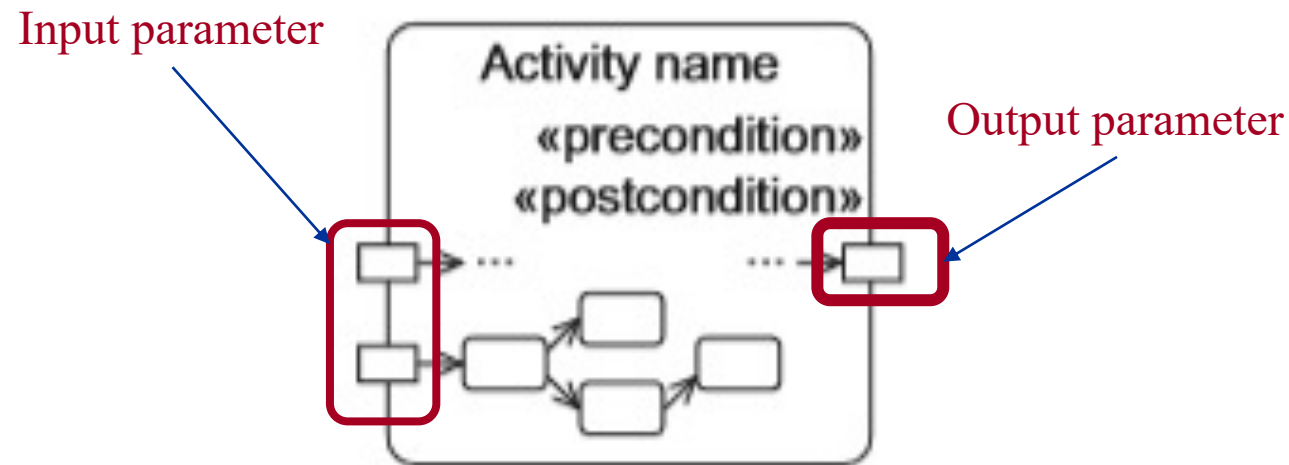 Input parameter
Activity name
«precondition»
«postcondition»
Output parameter
...
...